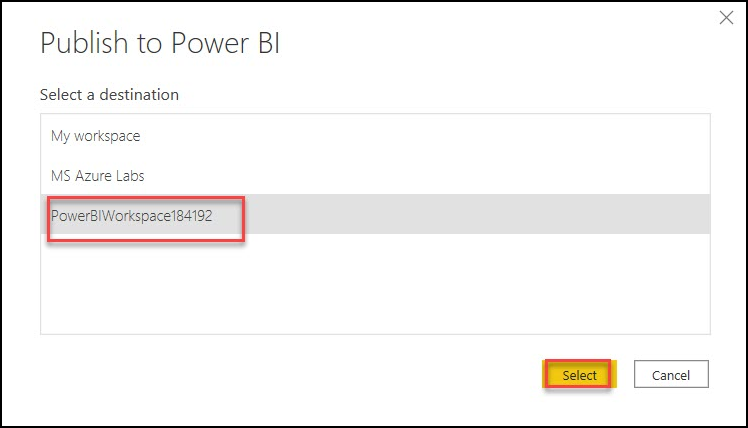 Publish to Power BI
Select a destination
My workspace
MS Azure Labs
PowerBIWorkspace184192
Select
Cancel